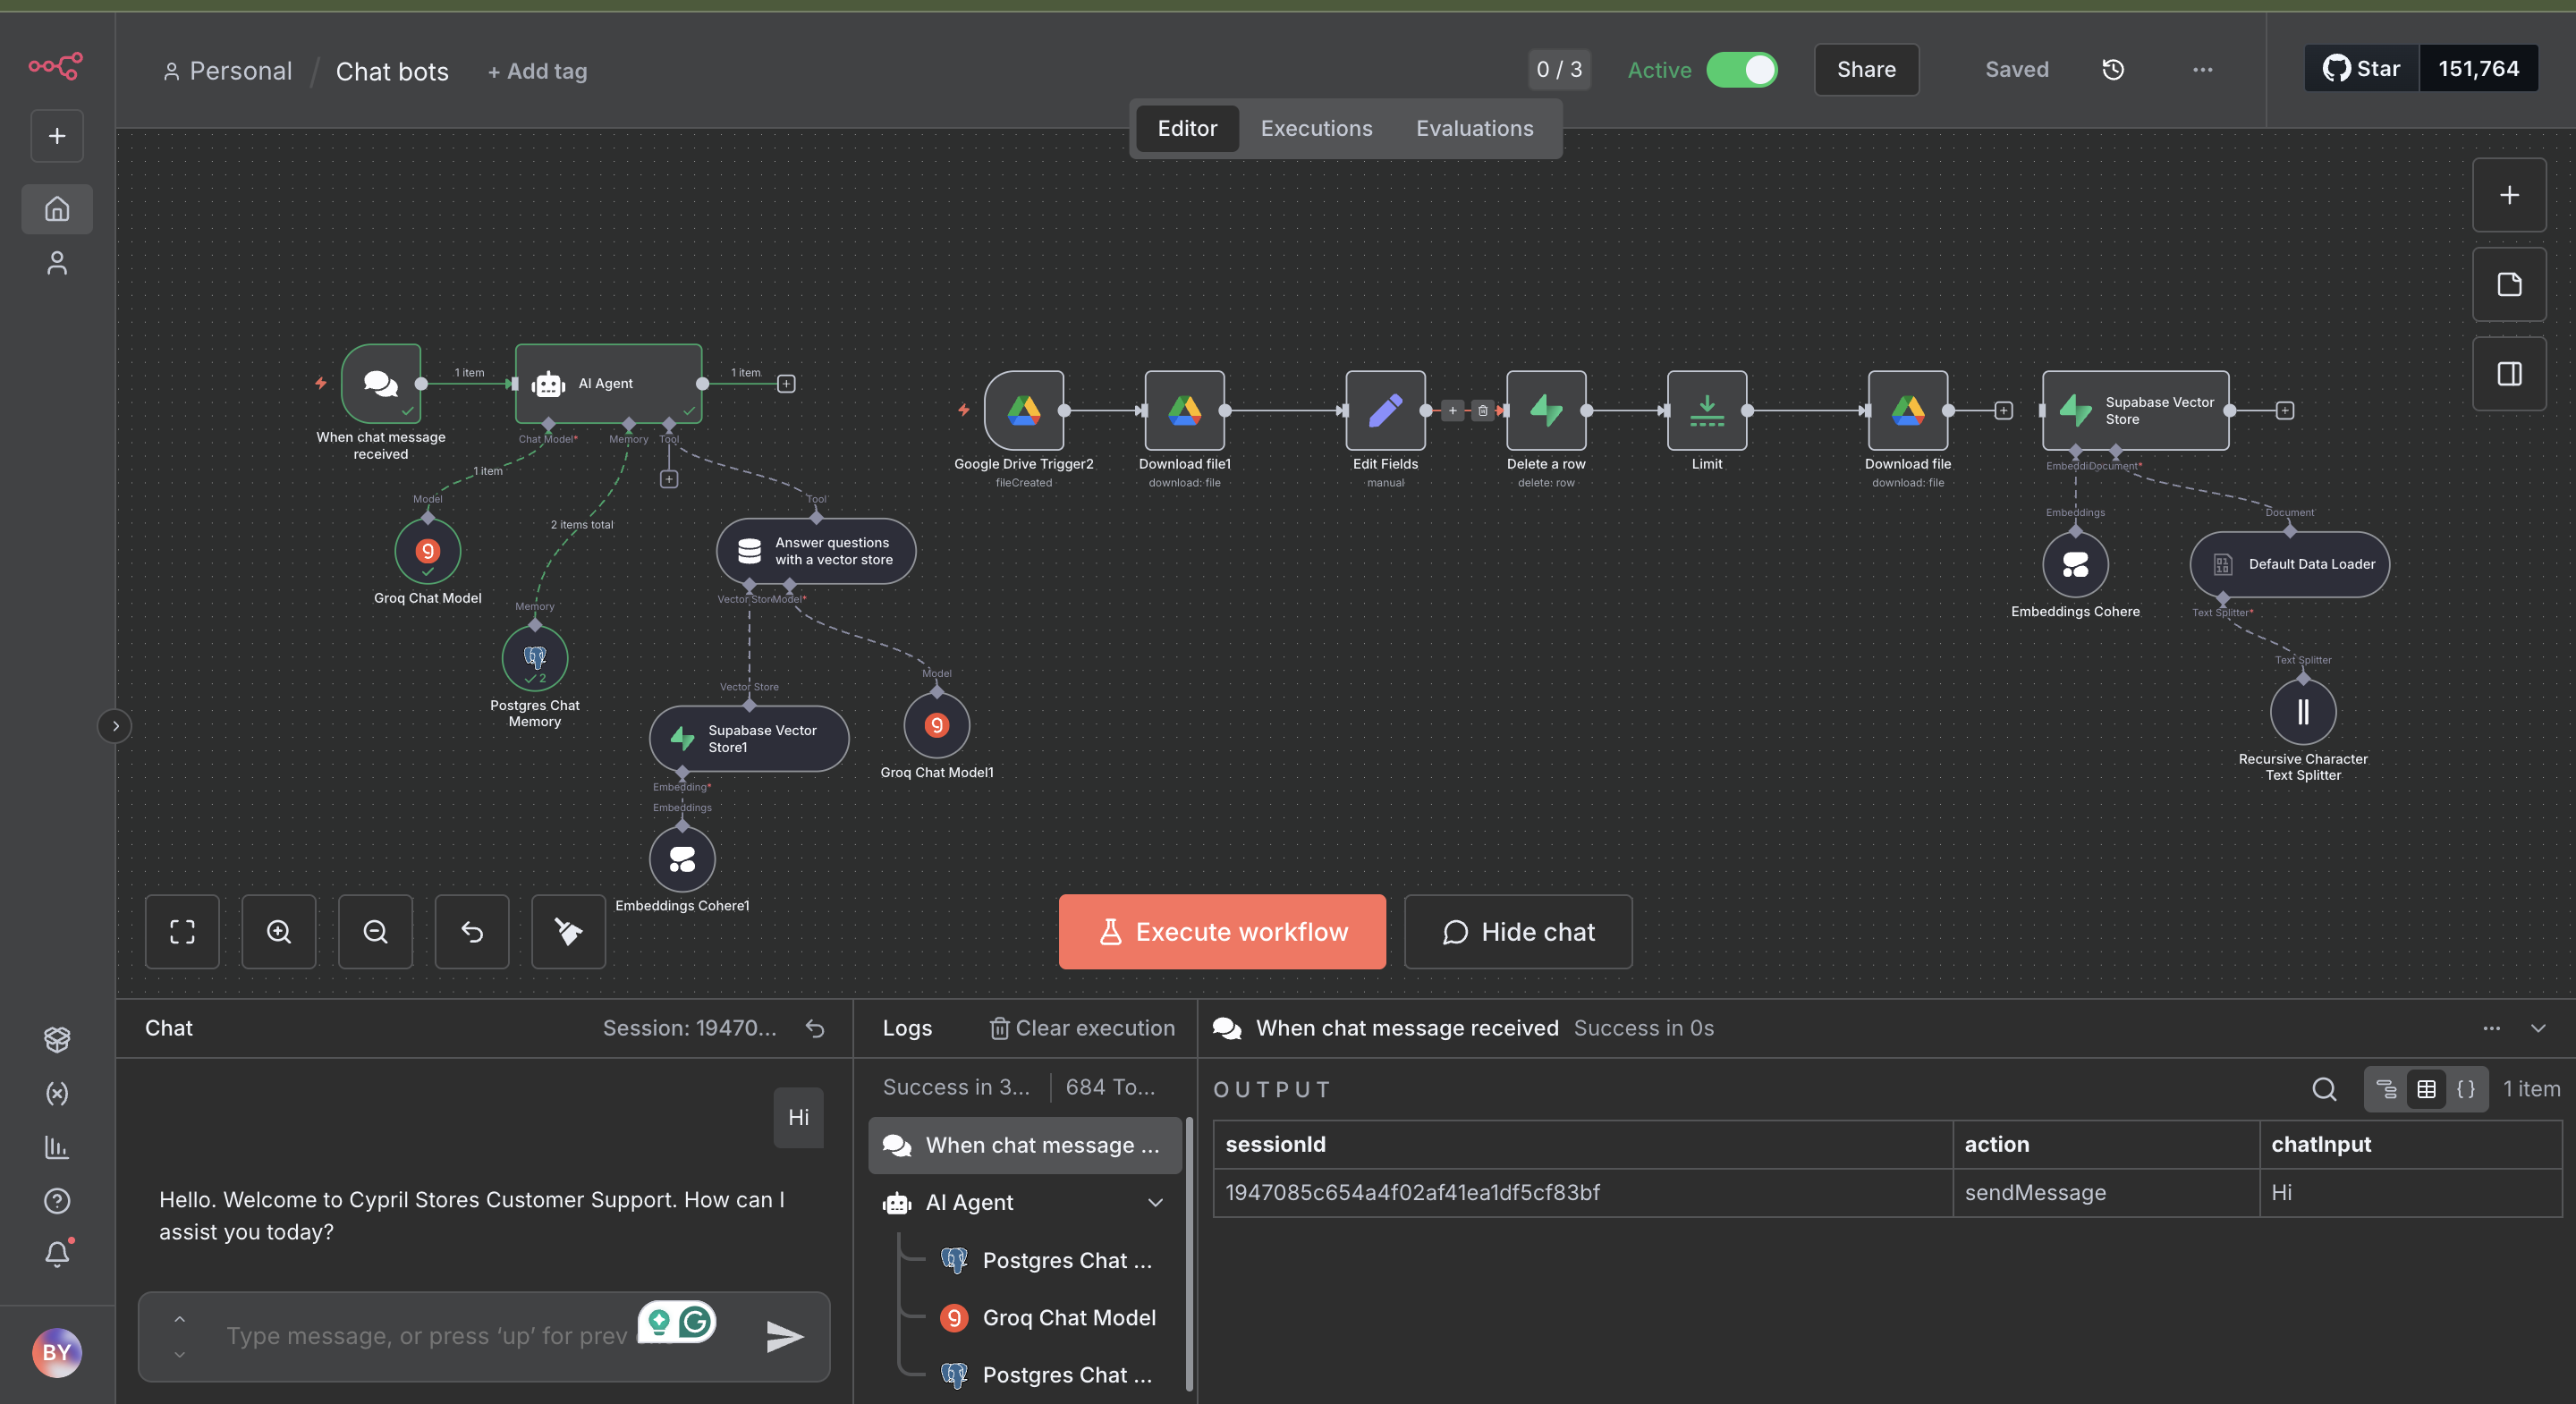 Personal / Chat bots + Add tag
0 / 3 Active Share Saved Star 151,764
Editor Executions Evaluations
1 item
AI Agent
1 item
When chat message
received
Chat Model*
Memory
Tool
1 item
Model
Groq Chat Model
2 items total
Memory
2
Postgres Chat
Memory
Tool
Answer questions
with a vector store
Model*
Vector Store
Supabase Vector
Store1
Embedding*
Embeddings
Embeddings Cohere1
Model
Groq Chat Model1
Google Drive Trigger2
fileCreated
Download file1
download: file
Edit Fields
manual
Delete a row
delete: row
Limit
Download file
download: file
Supabase Vector
Store
Document*
Embeddings
Embeddings Cohere
Document
Default Data Loader
Text Splitter*
Text Splitter
Recursive Character
Text Splitter
Execute workflow
Hide chat
Chat
Session: 19470...
Hi
Hello. Welcome to Cypril Stores Customer Support. How can I
assist you today?
Type message, or press ‘up’ for prev
BY
Logs
Clear execution
Success in 3...
684 To...
When chat message ...
AI Agent
Postgres Chat ...
Groq Chat Model
Postgres Chat ...
When chat message received Success in 0s
OUTPUT
1 item
sessionId action chatInput
1947085c654a4f02af41ea1df5cf83bf sendMessage Hi